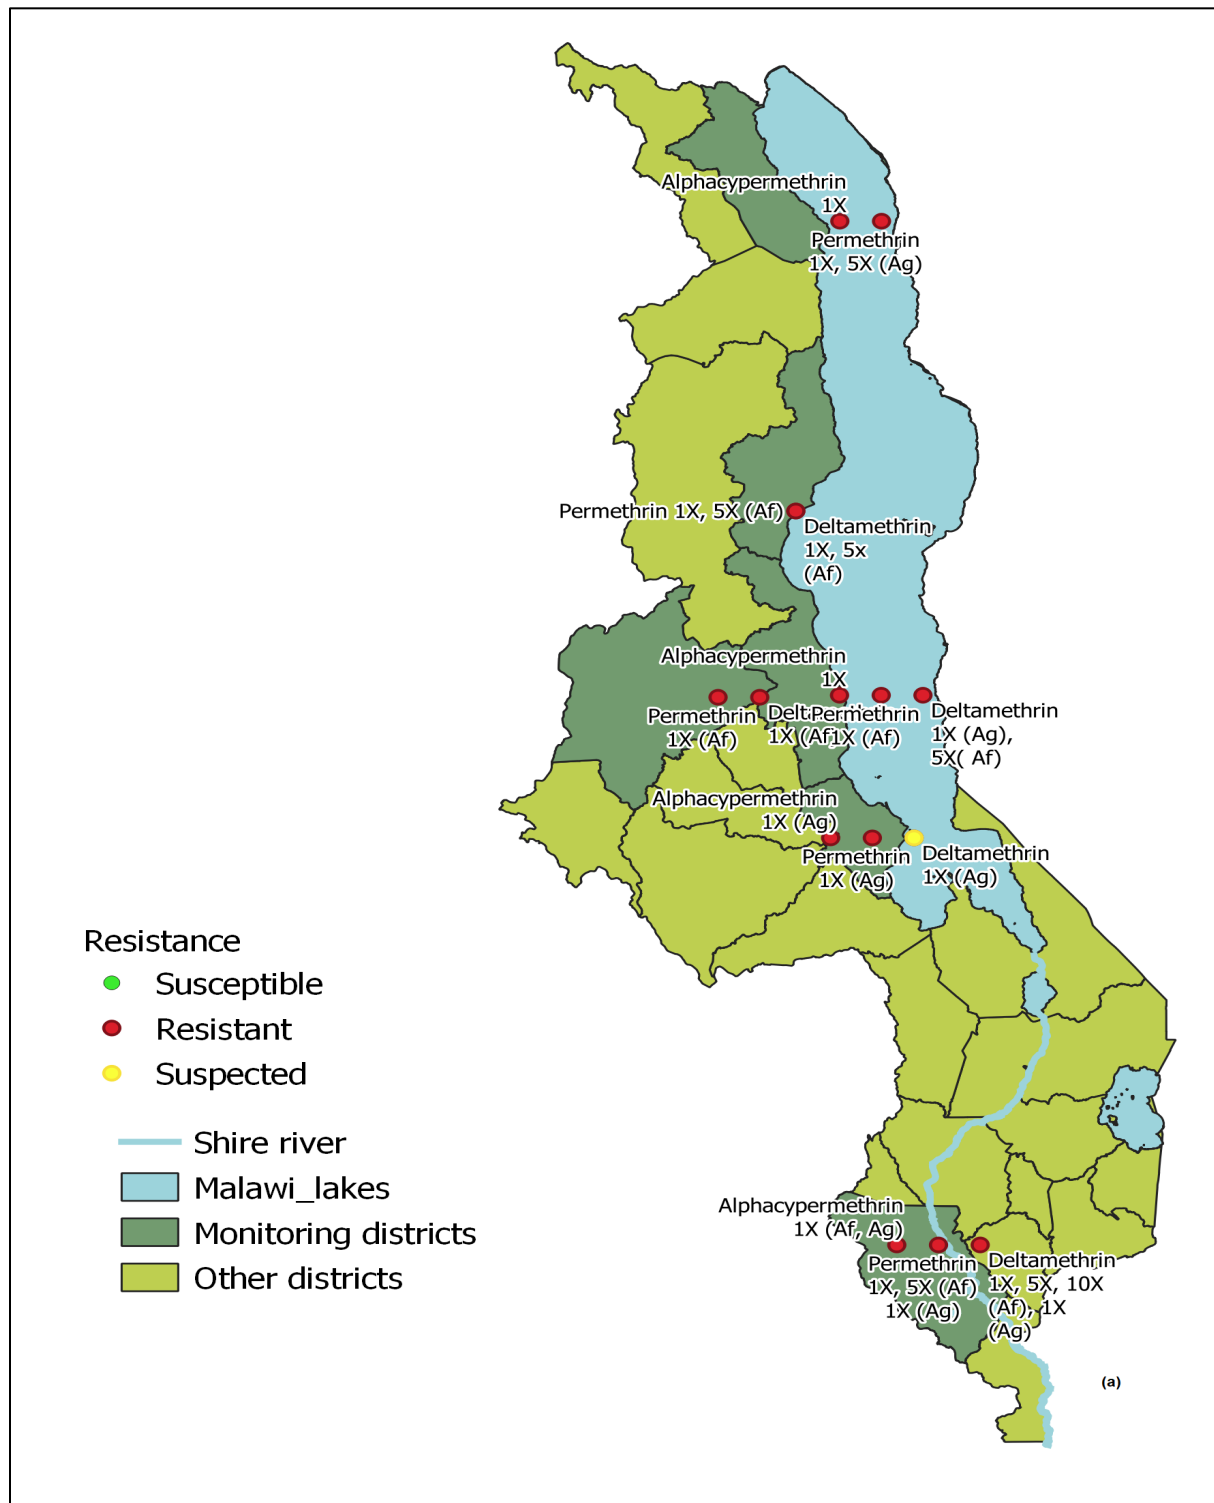 Alphacypermethrin
1X
Permethrin
1X, 5X (Ag)
Permethrin 1X, 5X (Af)
Deltamethrin
1X, 5x
(Af)
Alphacypermethrin
1X
Permethrin
1X (Af)
1X (Af)
Permethrin
1X (Af)
Deltamethrin
1X (Ag),
5X( Af)
Alphacypermethrin
1X (Ag)
Permethrin
1X (Ag)
Deltamethrin
1X (Ag)
Resistance
Susceptible
Resistant
Suspected
Shire river
Malawi_lakes
Monitoring districts
Other districts
Alphacypermethrin
1X (Af, Ag)
Permethrin
1X, 5X (Af)
1X (Ag)
Deltamethrin
1X, 5X, 10X
(Af), 1X
(Ag)
(a)